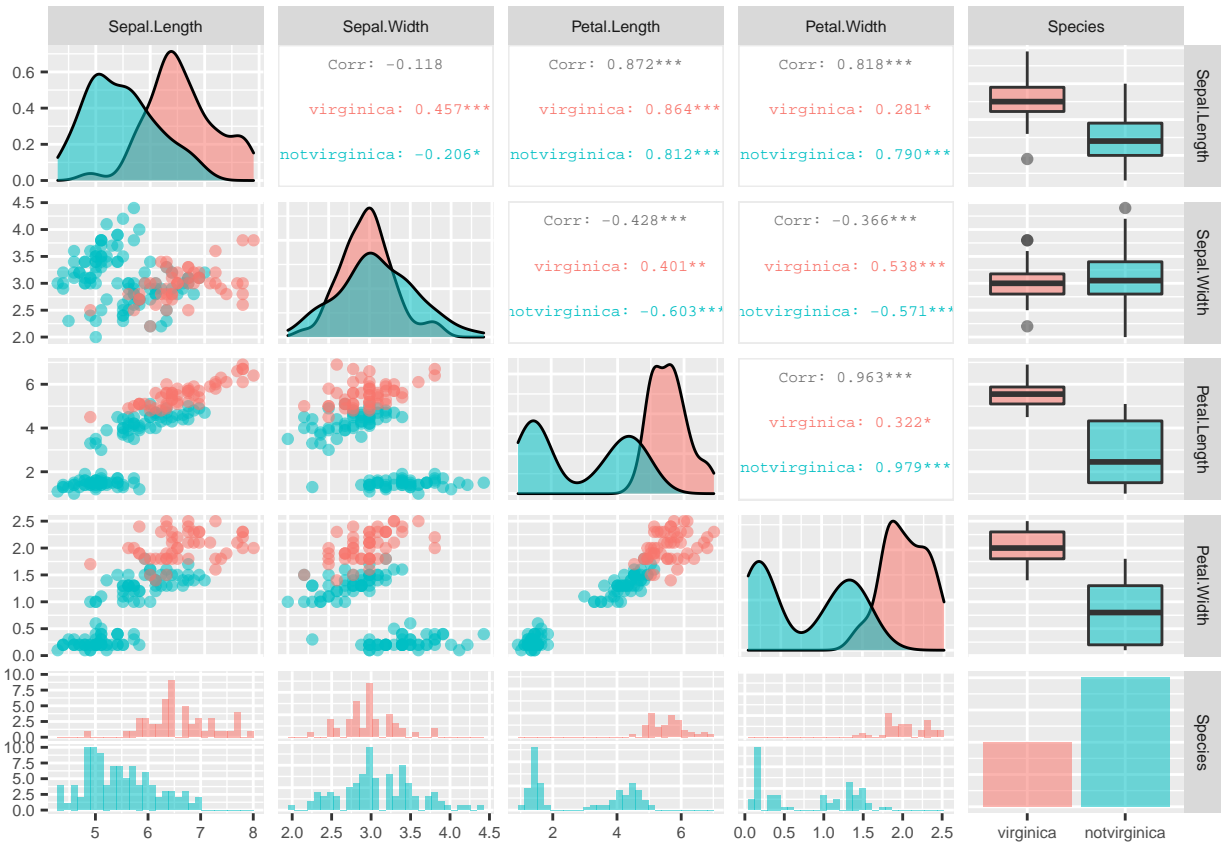 Sepal.Length Sepal.Width Petal.Length Petal.Width Species
0.6 0.4 0.2 0.0
Corr: -0.118
virginica: 0.457***
notvirginica: -0.206*
Corr: 0.872***
virginica: 0.864***
notvirginica: 0.812***
Corr: 0.818***
virginica: 0.281*
notvirginica: 0.790***
Sepal.Length
4.5 4.0 3.5 3.0 2.5 2.0
Corr: -0.428***
virginica: 0.401**
notvirginica: -0.603***
Corr: -0.366***
virginica: 0.538***
notvirginica: -0.571***
Sepal.Width
6 4 2
Corr: 0.963***
virginica: 0.322*
notvirginica: 0.979***
Petal.Length
2.5 2.0 1.5 1.0 0.5 0.0
Petal.Width
10.0 7.5 5.0 2.5 0.0
10.0 7.5 5.0 2.5 0.0
Species
5 6 7 8 2.0 2.5 3.0 3.5 4.0 4.5 2 4 6 0.0 0.5 1.0 1.5 2.0 2.5 virginica notvirginica